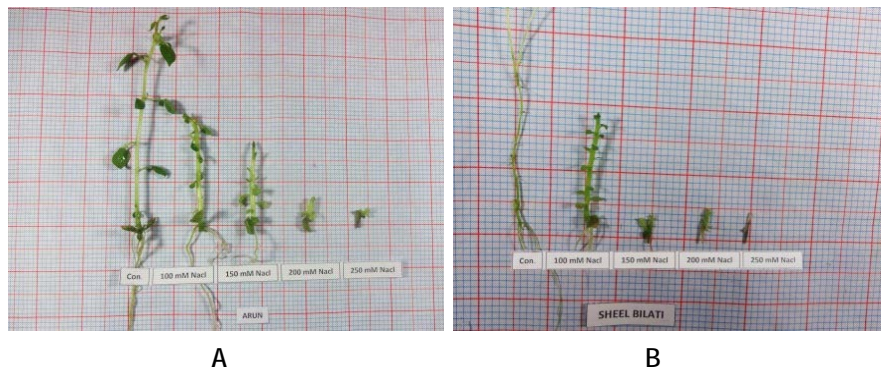 Con 100 mM Nacl 150 mM Nacl 200 mM Nacl 250 mM Nacl
ARUN
A
Con 100 mM Nacl 150 mM Nacl 200 mM Nacl 250 mM Nacl
SHEEL BILATI
B